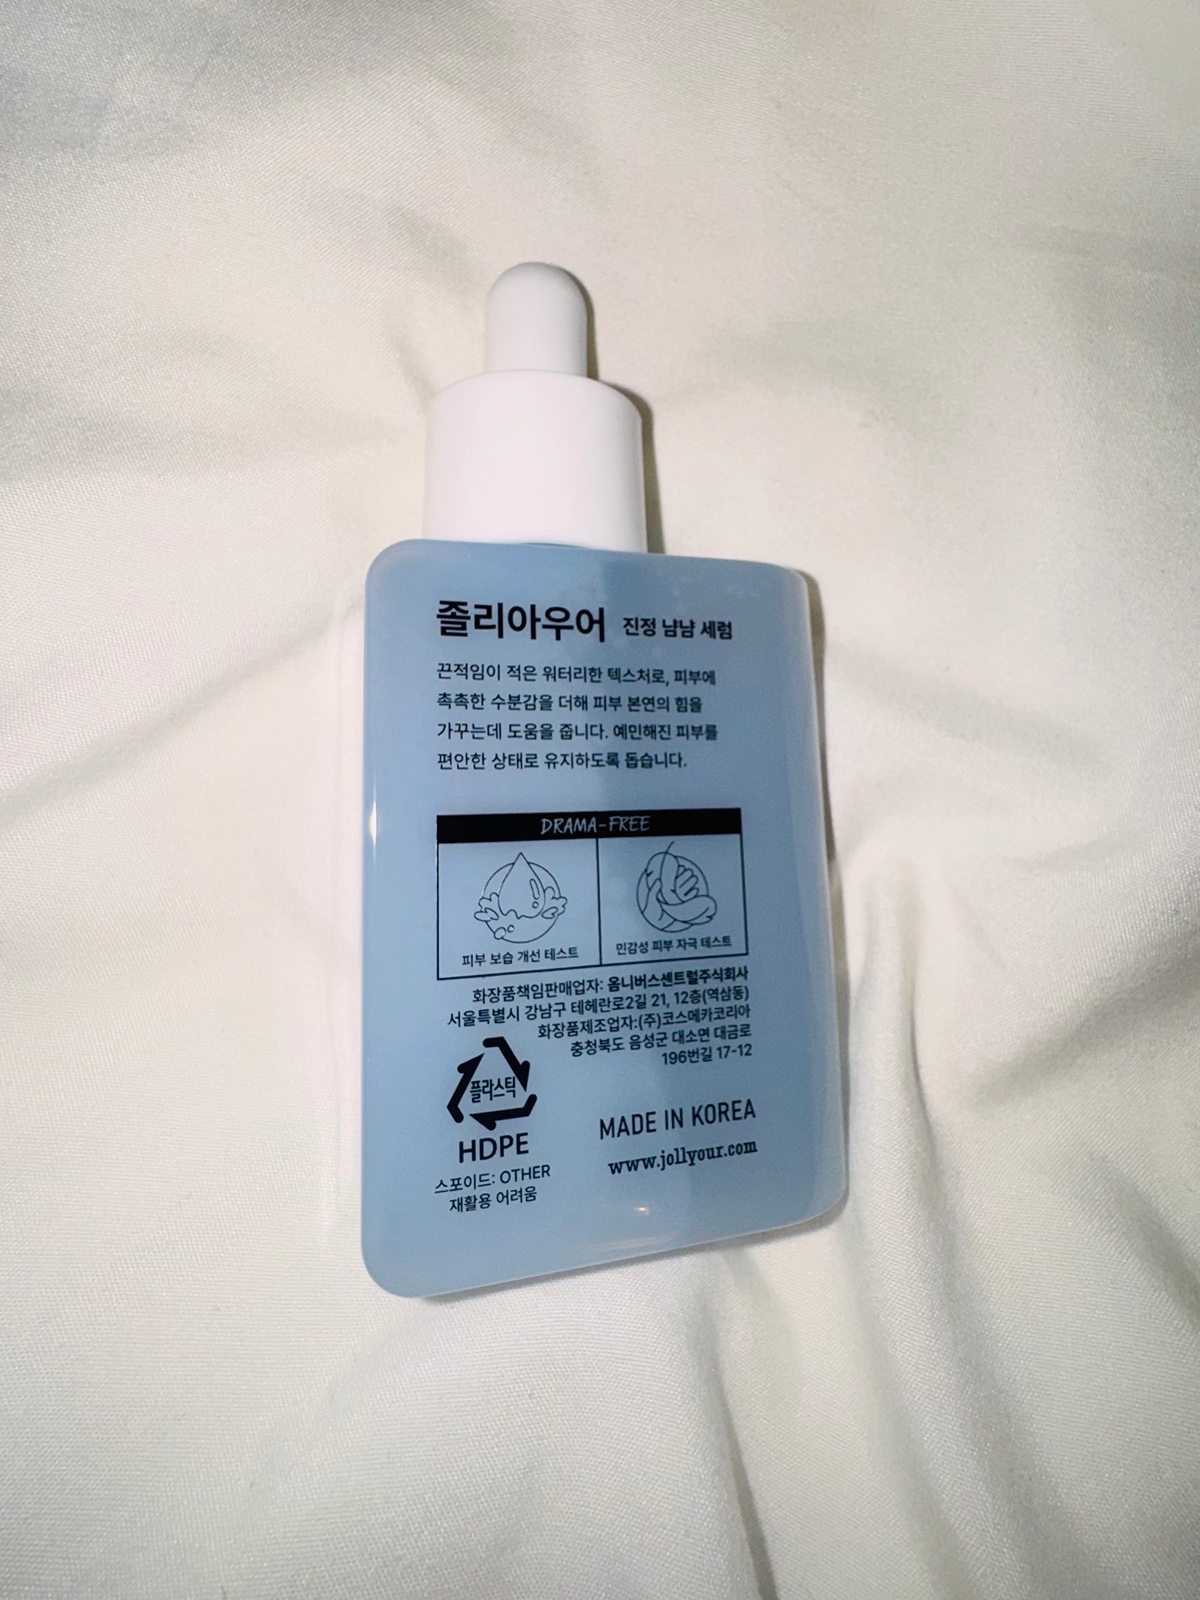 졸리아우어 진정 냠냠 세럼
끈적임이 적은 워터리한 텍스처로, 피부에
촉촉한 수분감을 더해 피부 본연의 힘을
가꾸는데 도움을 줍니다. 예민해진 피부를
편안한 상태로 유지하도록 돕습니다.
DRAMA-FREE
피부 보습 개선 테스트
민감성 피부 자극 테스트
화장품책임판매업자: 옴니버스센트럴주식회사
서울특별시 강남구 테헤란로2길 21, 12층(역삼동)
화장품제조업자:(주)코스메카코리아
충청북도 음성군 대소면 대금로
196번길 17-12
플라스틱
HDPE
스포이드: OTHER
재활용 어려움
MADE IN KOREA
www.jollyour.com